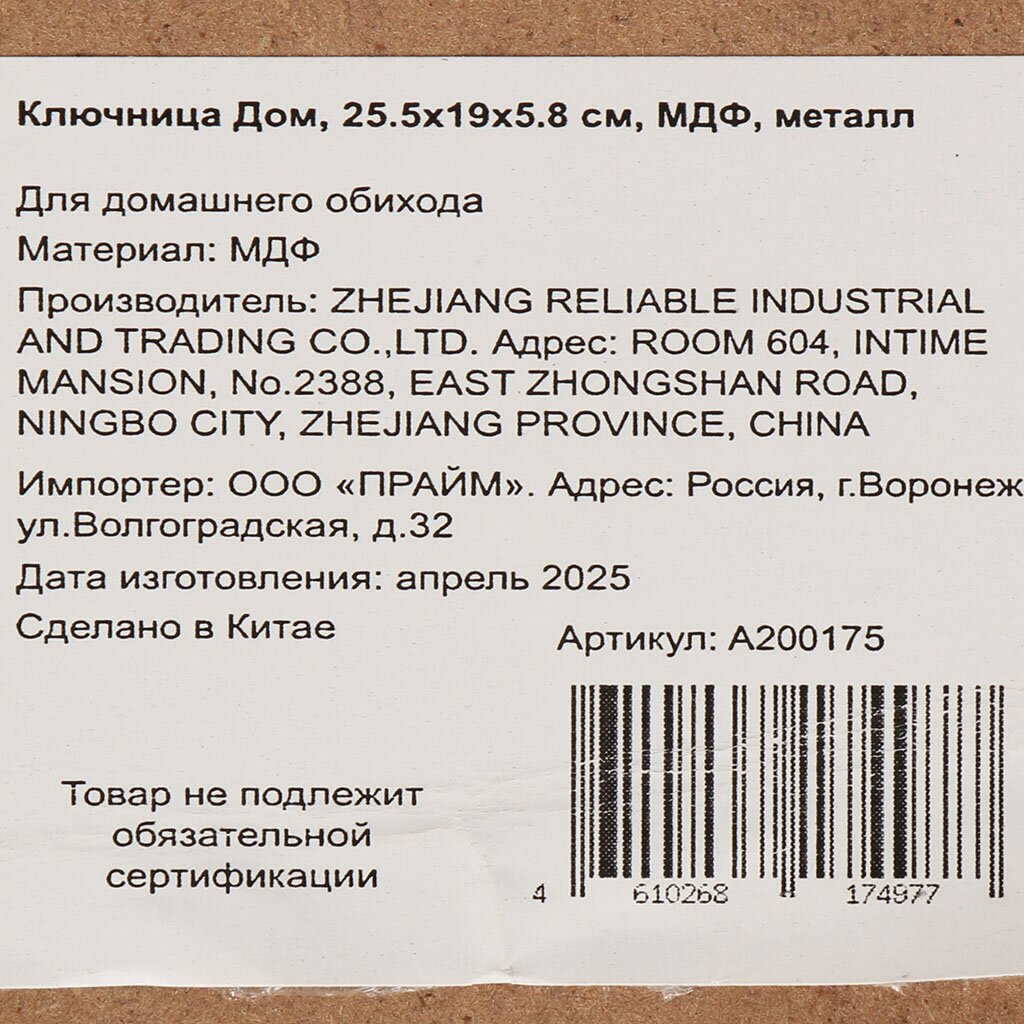 Ключница Дом, 25.5x19x5.8 см, МДФ, металл
Для домашнего обихода
Материал: МДФ
Производитель: ZHEJIANG RELIABLE INDUSTRIAL
AND TRADING CO.,LTD. Адрес: ROOM 604, INTIME
MANSION, No.2388, EAST ZHONGSHAN ROAD,
NINGBO CITY, ZHEJIANG PROVINCE, CHINA
Импортер: ООО «ПРАЙМ». Адрес: Россия, г.Воронеж
ул.Волгоградская, д.32
Дата изготовления: апрель 2025
Сделано в Китае
Артикул: A200175
Товар не подлежит
обязательной
сертификации
4 610268 174977